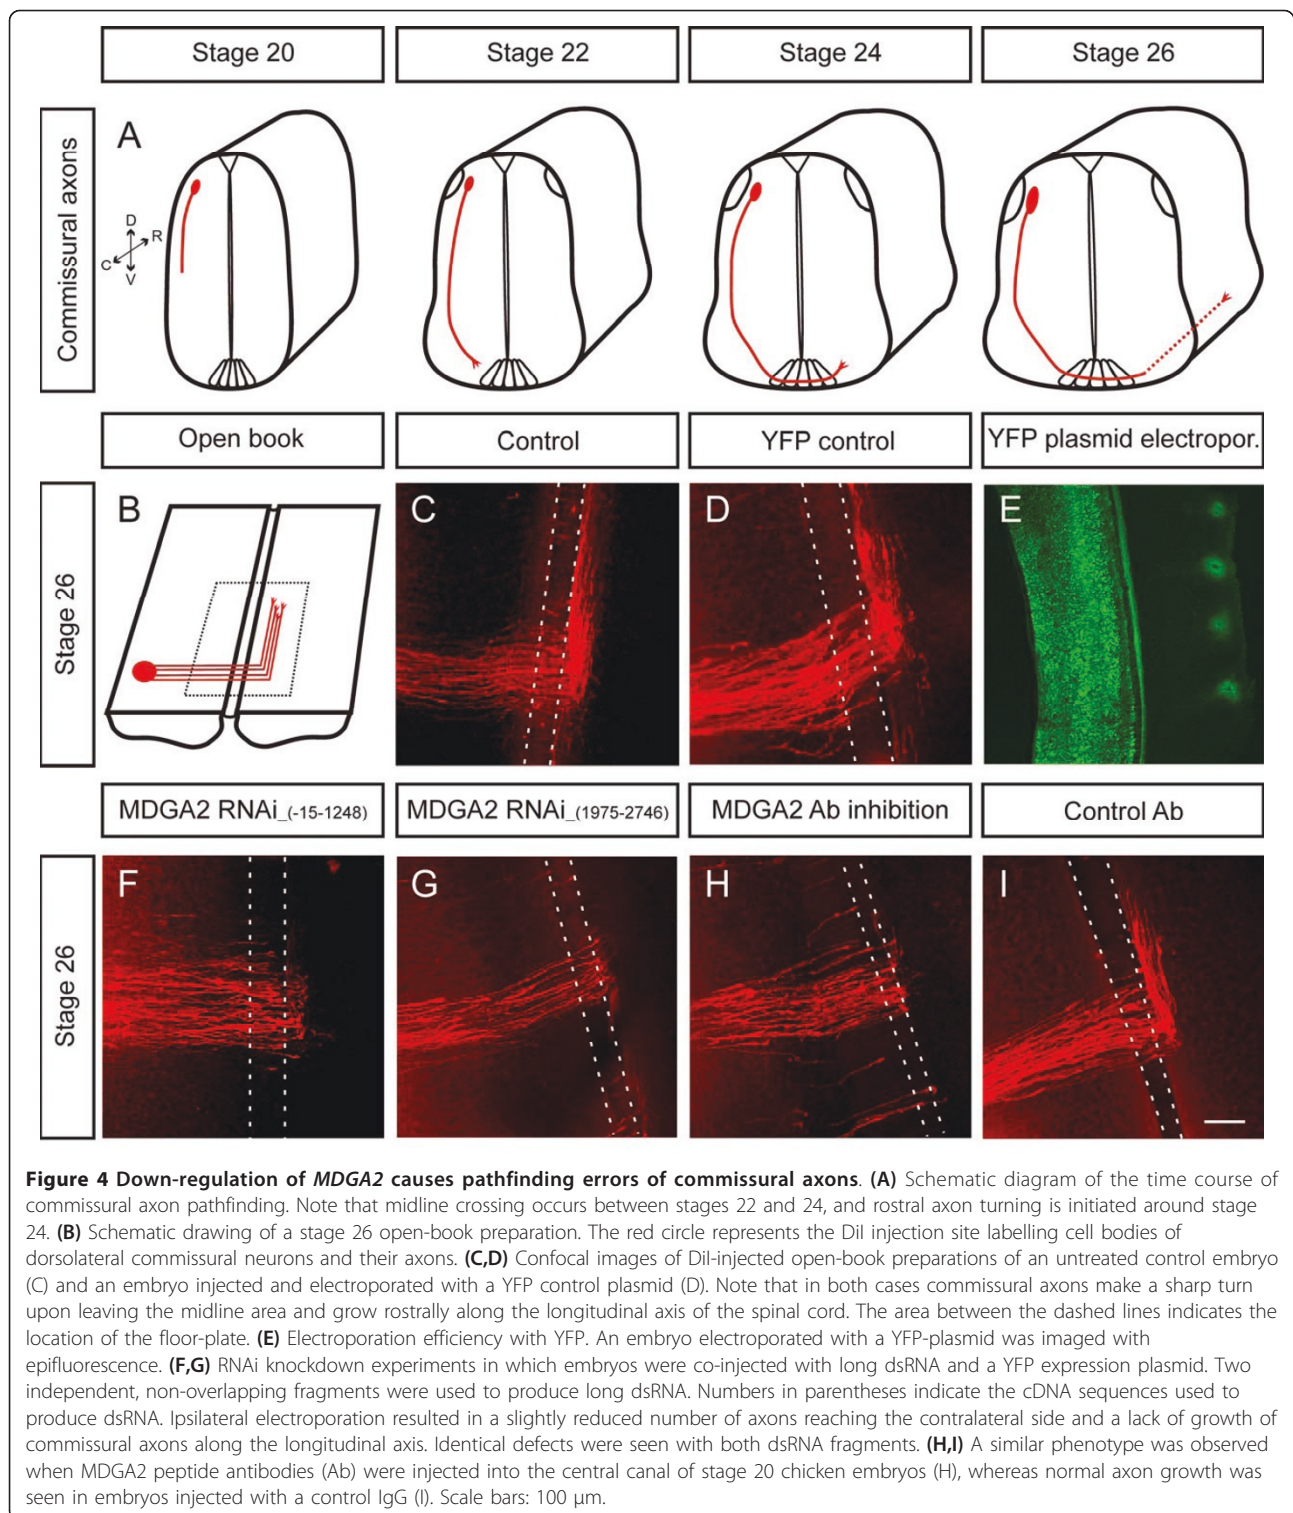 Stage 20
Stage 22
Stage 24
Stage 26
Commissural axons
A
D
R
C
V
Open book
Control
YFP control
YFP plasmid electropor.
Stage 26
B
C
D
E
MDGA2 RNAi_(-15-1248)
MDGA2 RNAi_(1975-2746)
MDGA2 Ab inhibition
Control Ab
Stage 26
F
G
H
I
Figure 4 Down-regulation of MDGA2 causes pathfinding errors of commissural axons. (A) Schematic diagram of the time course of
commissural axon pathfinding. Note that midline crossing occurs between stages 22 and 24, and rostral axon turning is initiated around stage
24. (B) Schematic drawing of a stage 26 open-book preparation. The red circle represents the DiI injection site labelling cell bodies of
dorsolateral commissural neurons and their axons. (C,D) Confocal images of DiI-injected open-book preparations of an untreated control embryo
(C) and an embryo injected and electroporated with a YFP control plasmid (D). Note that in both cases commissural axons make a sharp turn
upon leaving the midline area and grow rostrally along the longitudinal axis of the spinal cord. The area between the dashed lines indicates the
location of the floor-plate. (E) Electroporation efficiency with YFP. An embryo electroporated with a YFP-plasmid was imaged with
epifluorescence. (F,G) RNAi knockdown experiments in which embryos were co-injected with long dsRNA and a YFP expression plasmid. Two
independent, non-overlapping fragments were used to produce long dsRNA. Numbers in parentheses indicate the cDNA sequences used to
produce dsRNA. Ipsilateral electroporation resulted in a slightly reduced number of axons reaching the contralateral side and a lack of growth of
commissural axons along the longitudinal axis. Identical defects were seen with both dsRNA fragments. (H,I) A similar phenotype was observed
when MDGA2 peptide antibodies (Ab) were injected into the central canal of stage 20 chicken embryos (H), whereas normal axon growth was
seen in embryos injected with a control IgG (I). Scale bars: 100 μm.